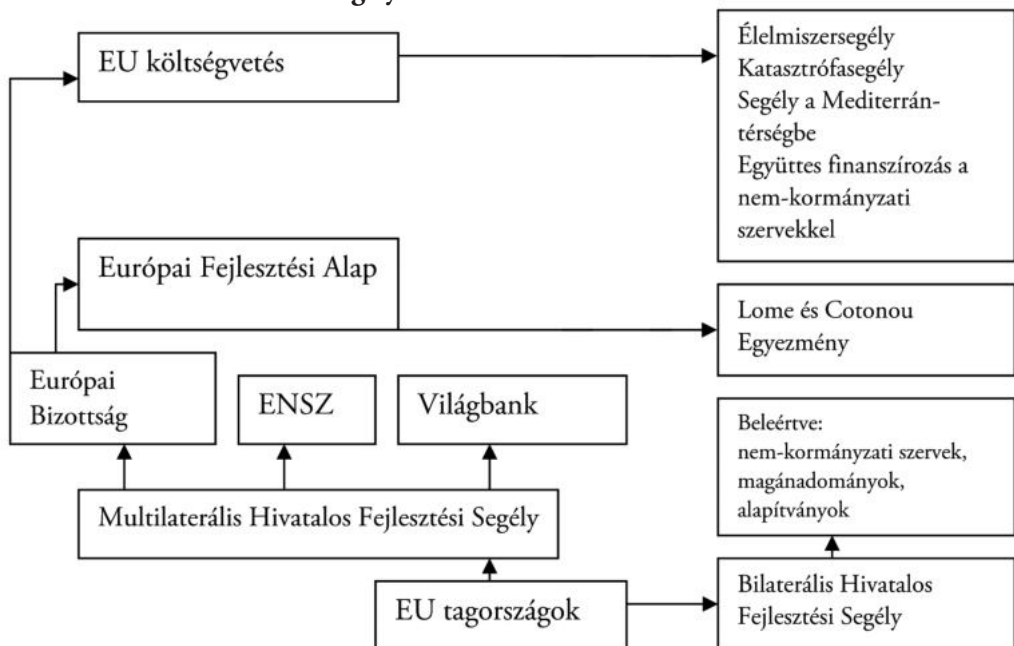 EU költségvetés
Élelmiszersegély
Katasztrófasegély
Segély a Mediterrán-
térségbe
Együttes finanszírozás a
nem-kormányzati
szervekkel
Európai Fejlesztési Alap
Lome és Cotonou
Egyezmény
Európai
Bizottság
ENSZ
Világbank
Beleértve:
nem-kormányzati szervek,
magánadományok,
alapítványok
Multilaterális Hivatalos Fejlesztési Segély
EU tagországok
Bilaterális Hivatalos
Fejlesztési Segély